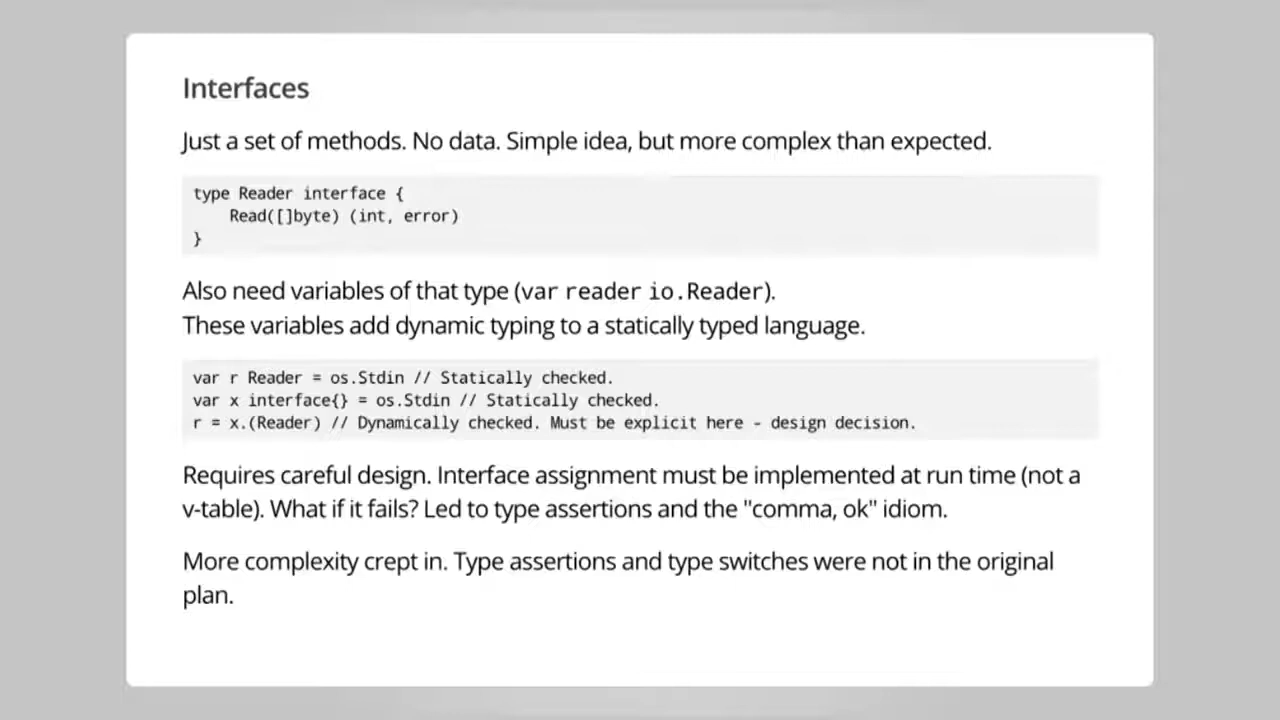 Interfaces
Just a set of methods. No data. Simple idea, but more complex than expected.
type Reader interface {
    Read([]byte) (int, error)
}
Also need variables of that type (var reader io.Reader).
These variables add dynamic typing to a statically typed language.
var r Reader = os.Stdin // Statically checked.
var x interface{} = os.Stdin // Statically checked.
r = x.(Reader) // Dynamically checked. Must be explicit here - design decision.
Requires careful design. Interface assignment must be implemented at run time (not a
v-table). What if it fails? Led to type assertions and the "comma, ok" idiom.
More complexity crept in. Type assertions and type switches were not in the original
plan.